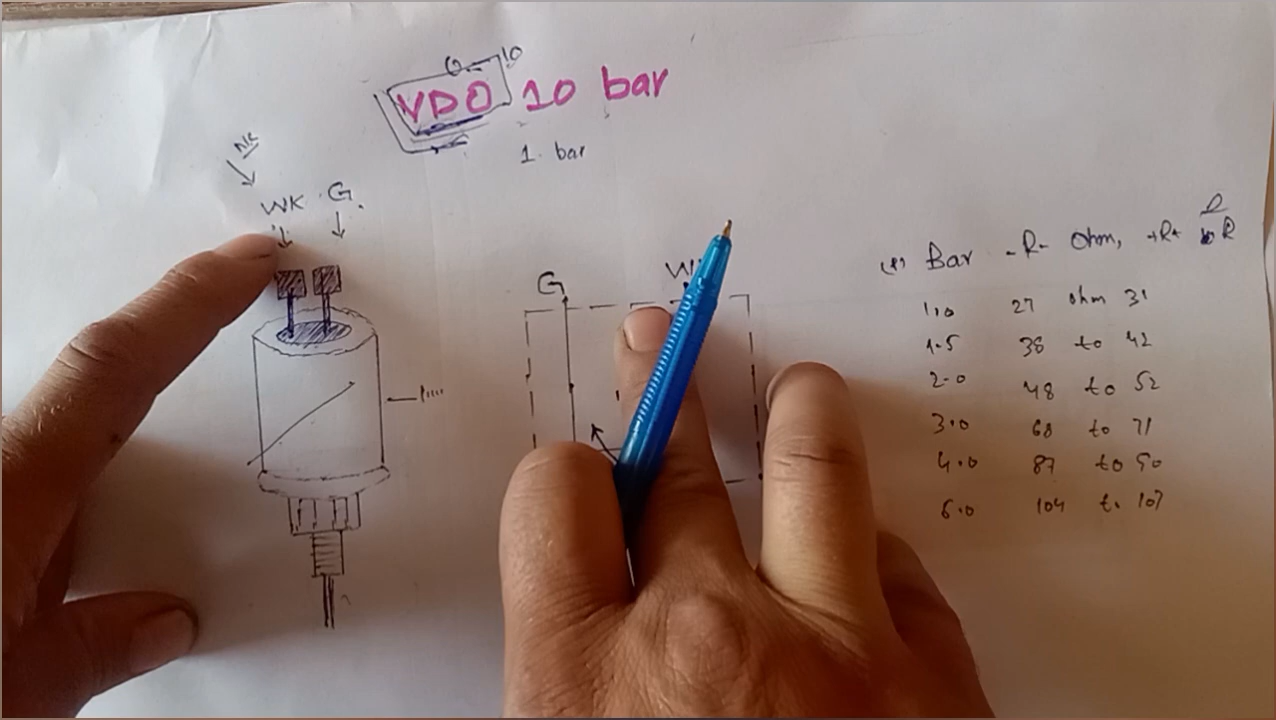 0-10
VDO 10 bar
1. bar
WK G.
G
(P) Bar -R- Ohm, +R+
1,0 27 ohm 31
1.5 38 to 42
2.0 48 to 52
3.0 68 to 71
4.0 87 to 90
104 to 107